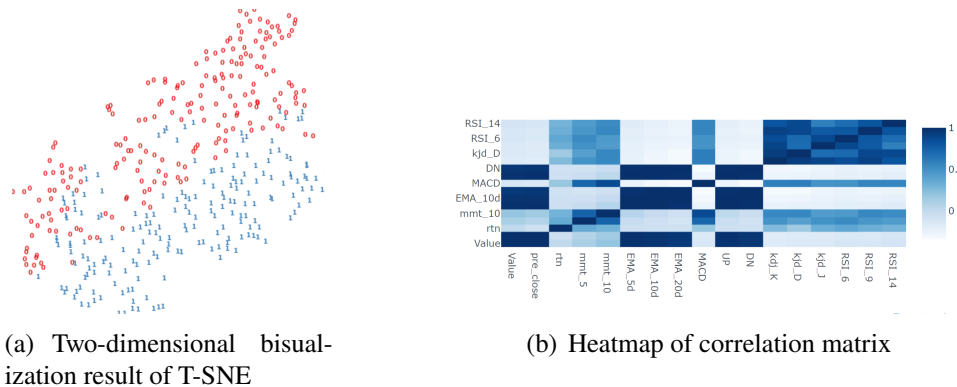 RSI_14
RSI_6
kjd_D
DN
MACD
EMA_10d
mmt_10
rtn
Value
Value
pre_close
rtn
mmt_5
mmt_10
EMA_5d
EMA_10d
EMA_20d
MACD
UP
DN
kdj_K
kjd_D
kjd_J
RSI_6
RSI_9
RSI_14
1
0.5
0
(a) Two-dimensional bisual-
ization result of T-SNE
(b) Heatmap of correlation matrix